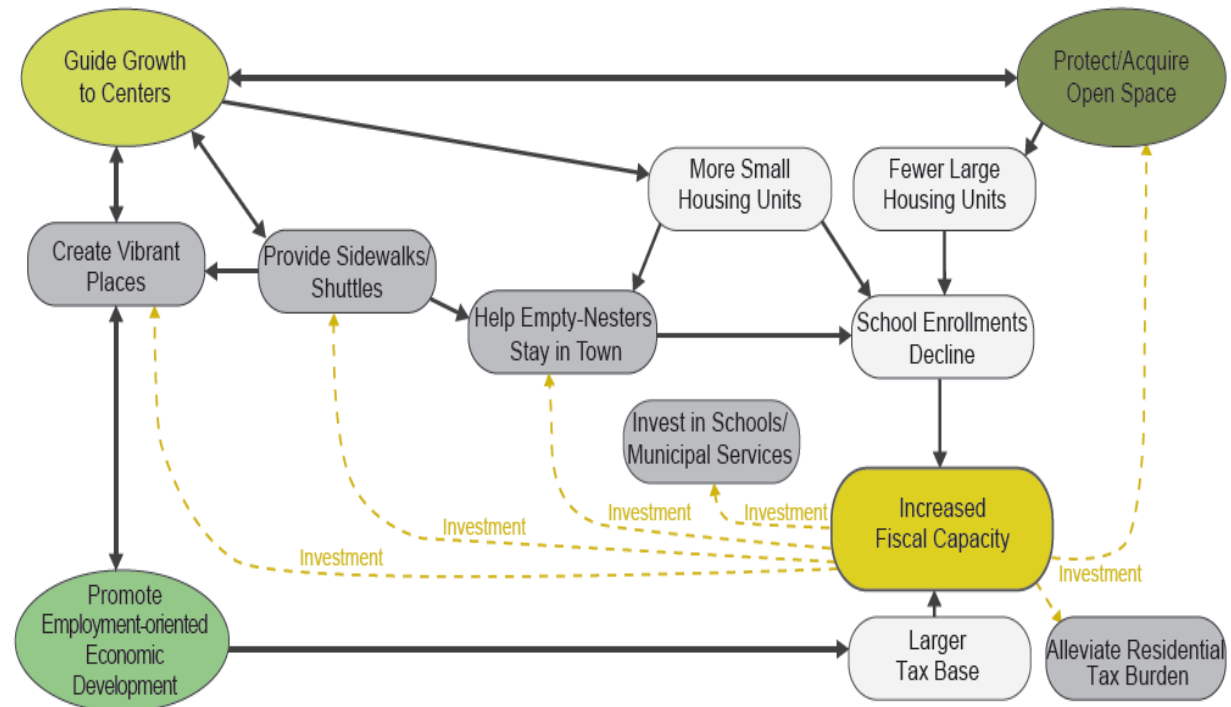 Guide Growth
to Centers
Protect/Acquire
Open Space
More Small
Housing Units
Fewer Large
Housing Units
Create Vibrant
Places
Provide Sidewalks/
Shuttles
Help Empty-Nesters
Stay in Town
School Enrollments
Decline
Invest in Schools/
Municipal Services
Increased
Fiscal Capacity
Investment
Investment
Investment
Investment
Investment
Promote
Employment-oriented
Economic
Development
Larger
Tax Base
Alleviate Residential
Tax Burden